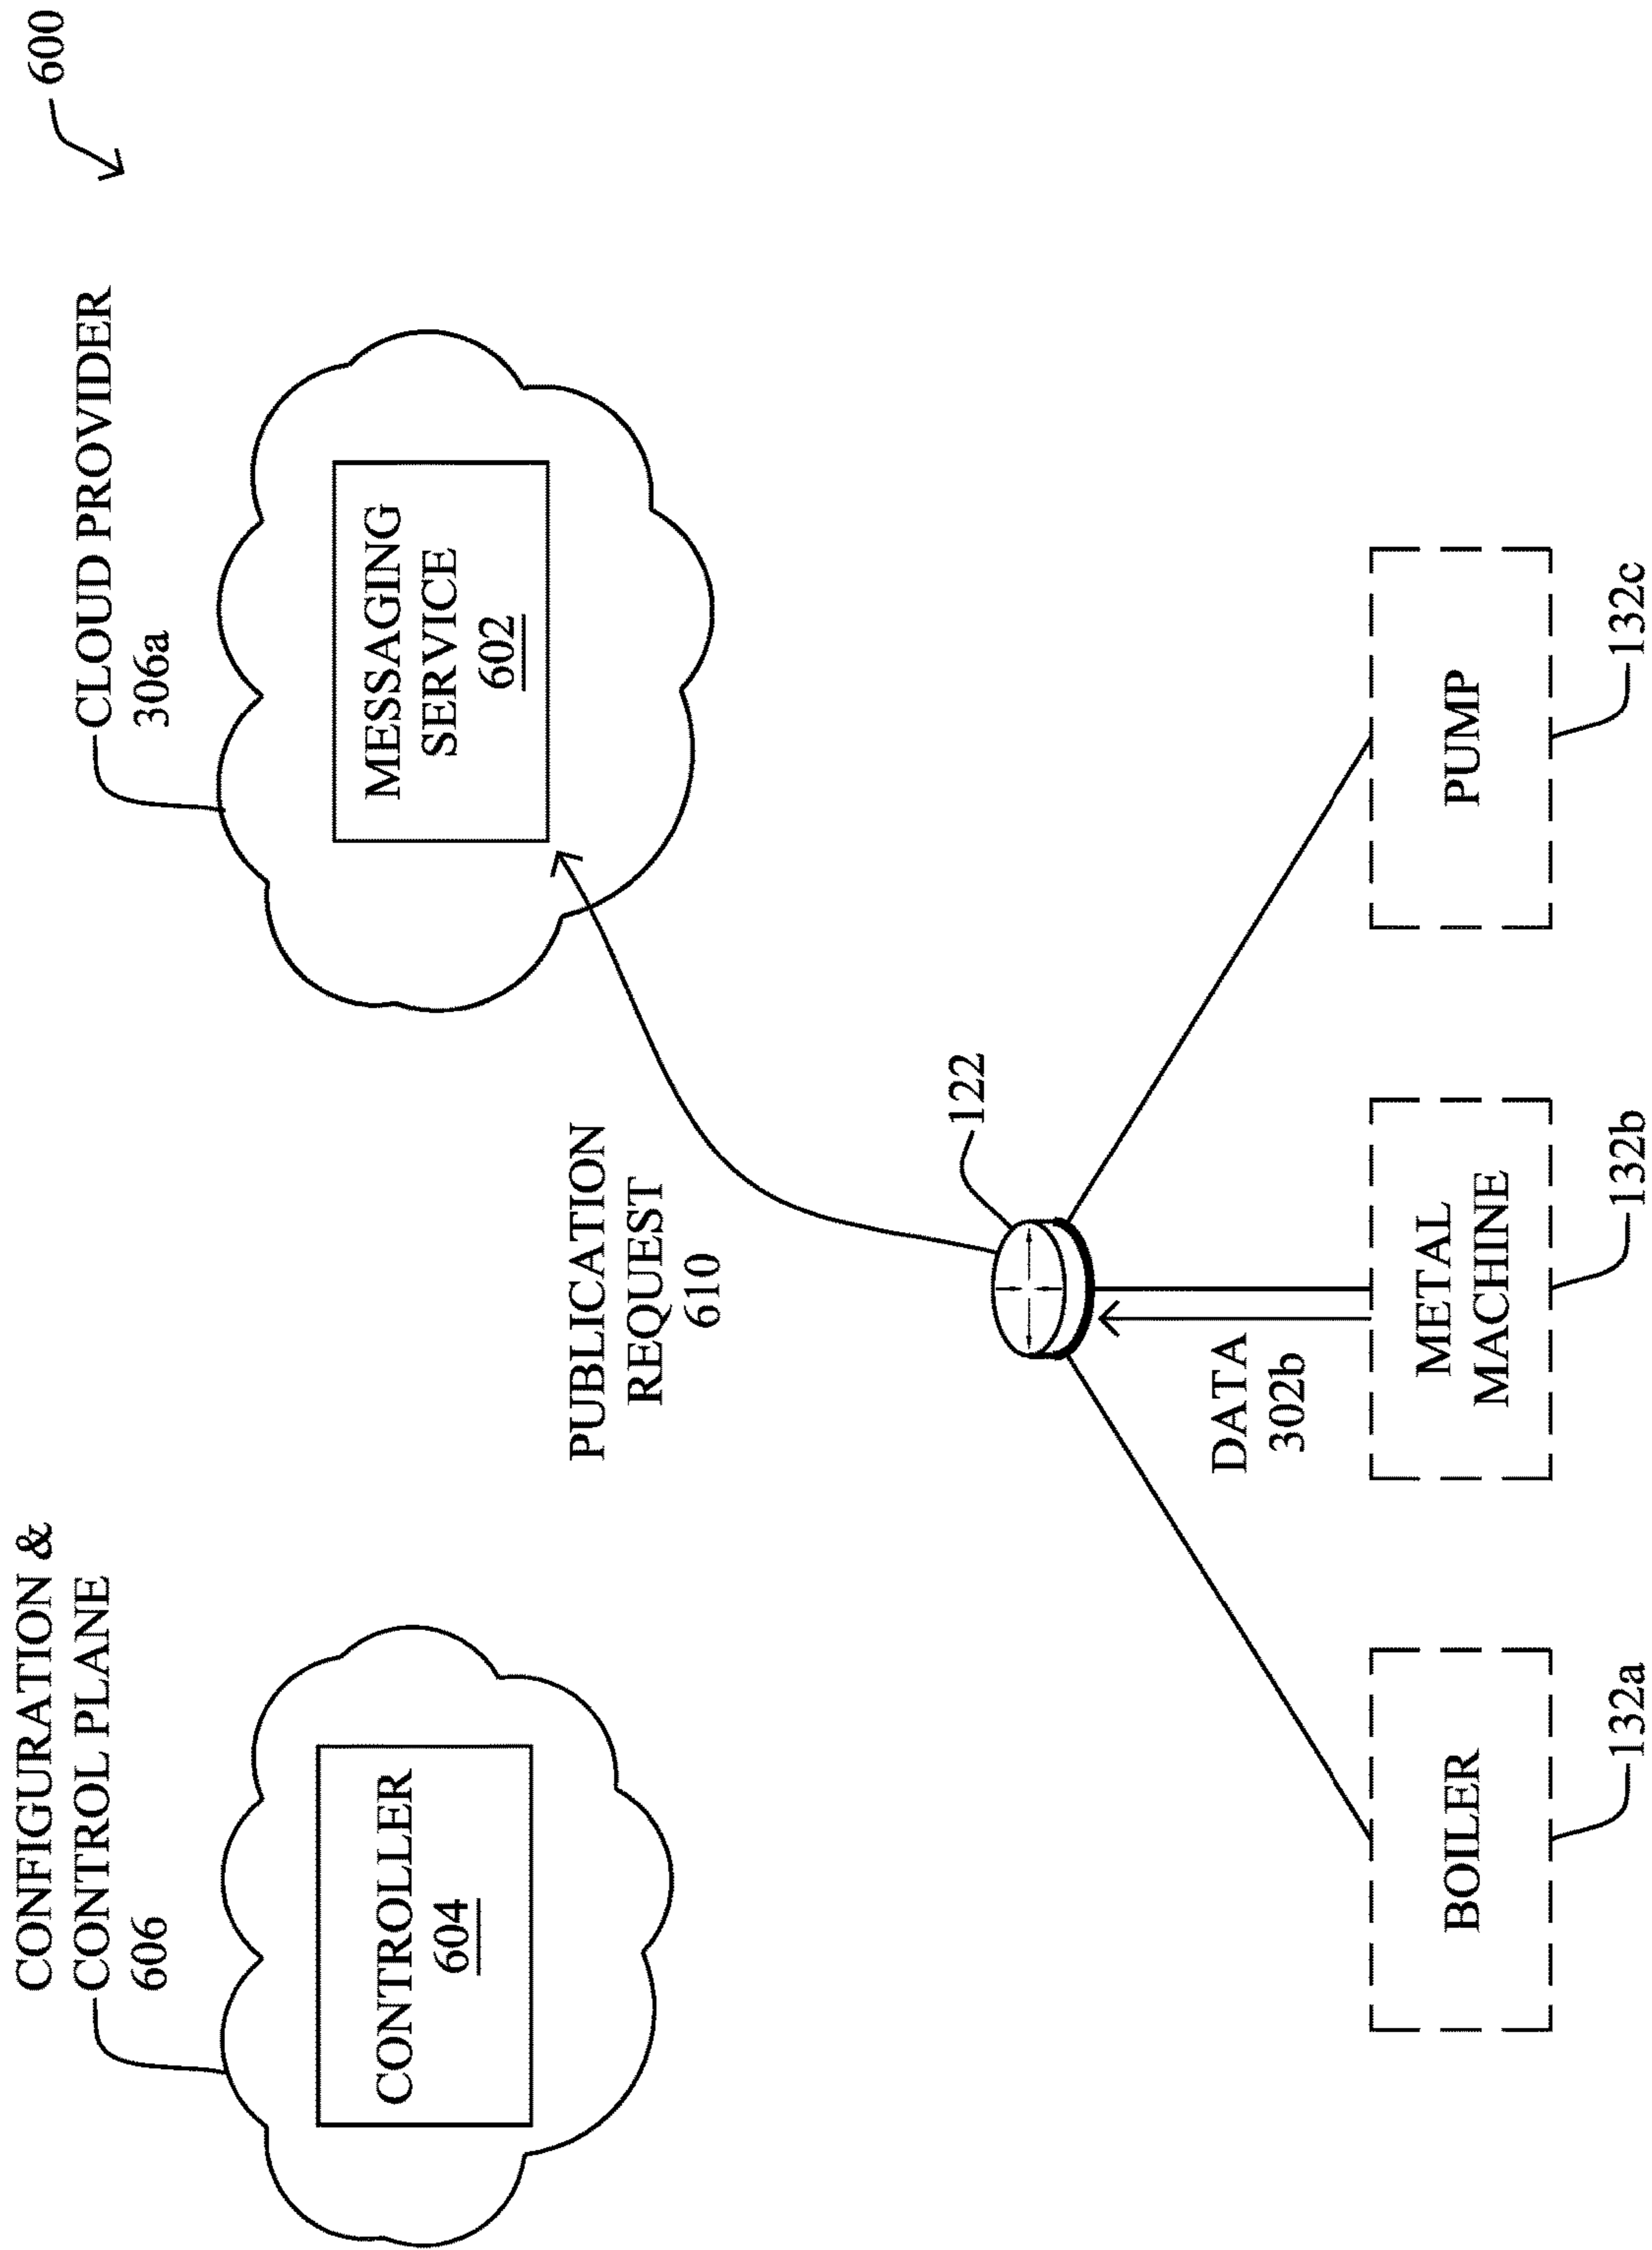 600
CONFIGURATION &
CONTROL PLANE
606
CLOUD PROVIDER
306a
CONTROLLER
604
MESSAGING
SERVICE
602
PUBLICATION
REQUEST
610
122
DATA
302b
BOILER
METAL
MACHINE
PUMP
132a
132b
132c